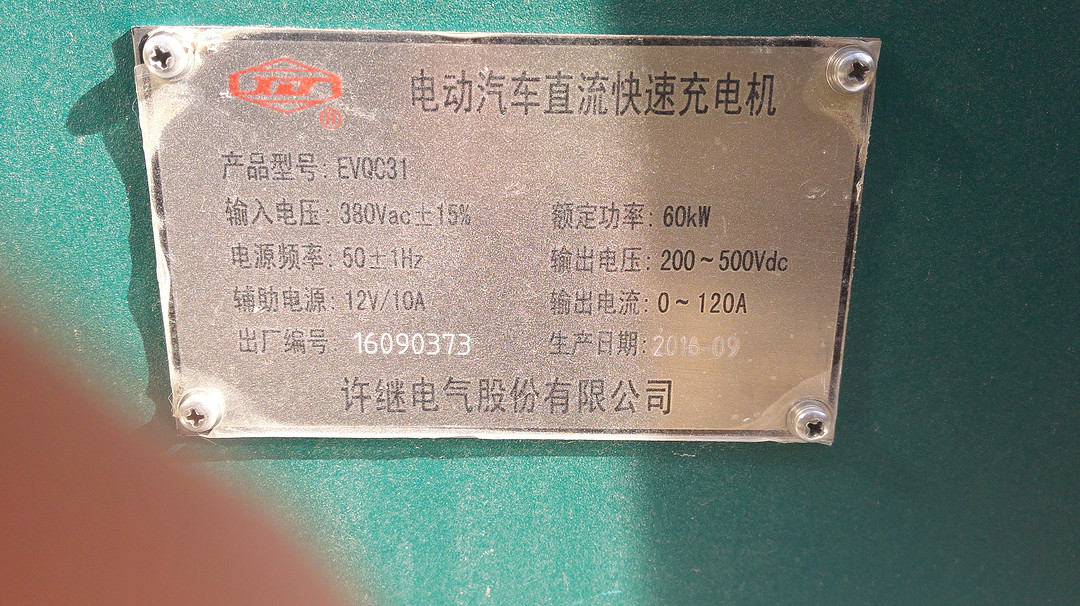 电动汽车直流快速充电机
产品型号: EVQC31
输入电压: 380Vac±15%
额定功率: 60kW
电源频率: 50±1Hz
输出电压: 200~500Vdc
辅助电源: 12V/10A
输出电流: 0~120A
出厂编号: 16090373
生产日期: 2016-09
许继电气股份有限公司